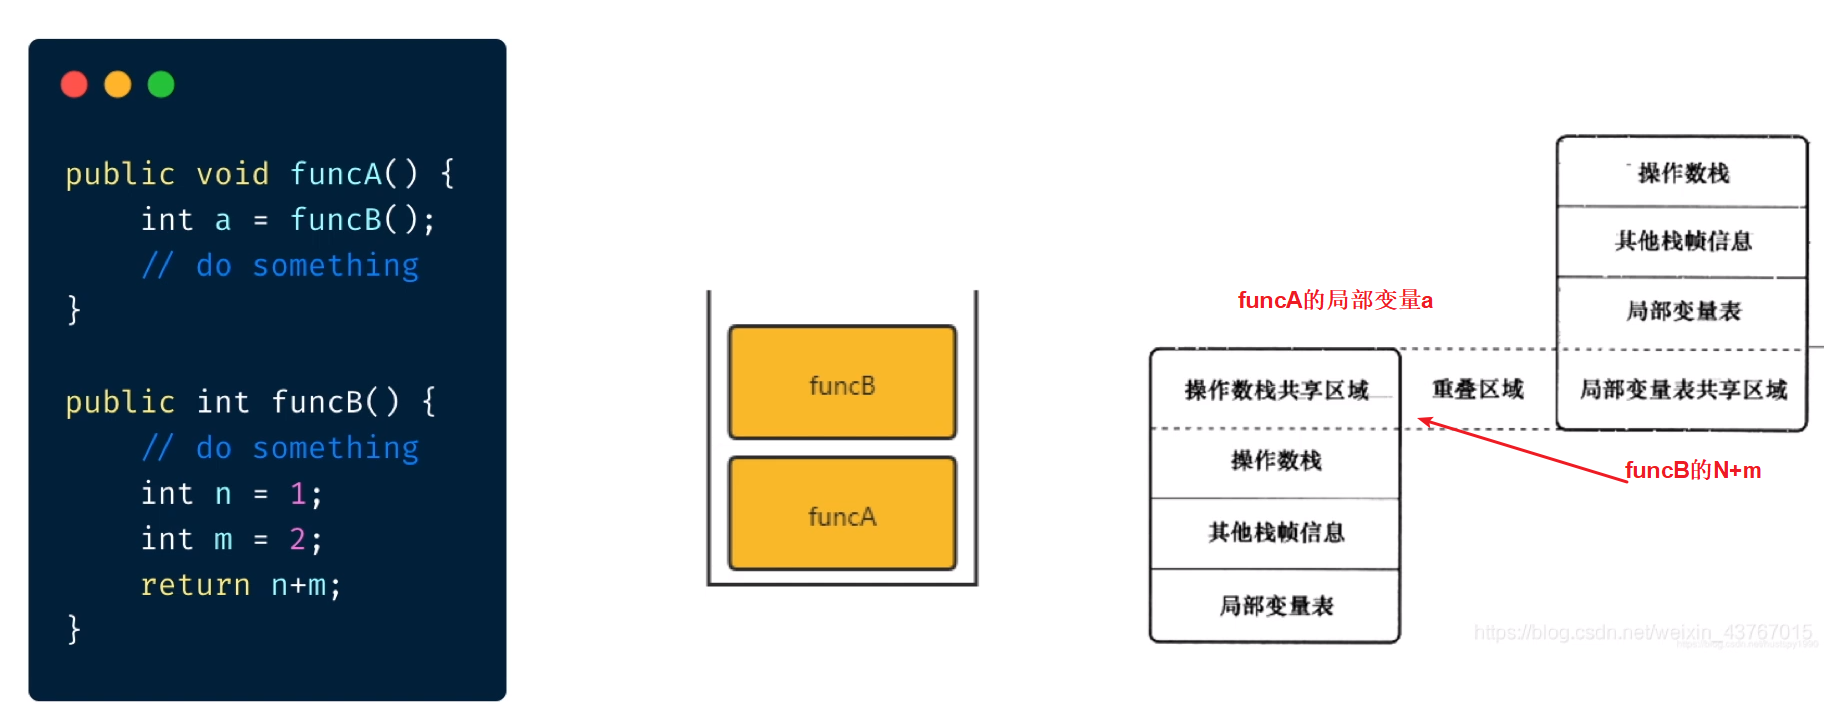 public void funcA() {
int a = funcB();
// do something
}
public int funcB() {
// do something
int n = 1;
int m = 2;
return n+m;
}
funcB
funcA
funcA的局部变量a
操作数栈
其他栈帧信息
局部变量表
操作数栈共享区域
重叠区域
局部变量表共享区域
操作数栈
funcB的N+m
其他栈帧信息
局部变量表
https://blog.csdn.net/weixin_43767015